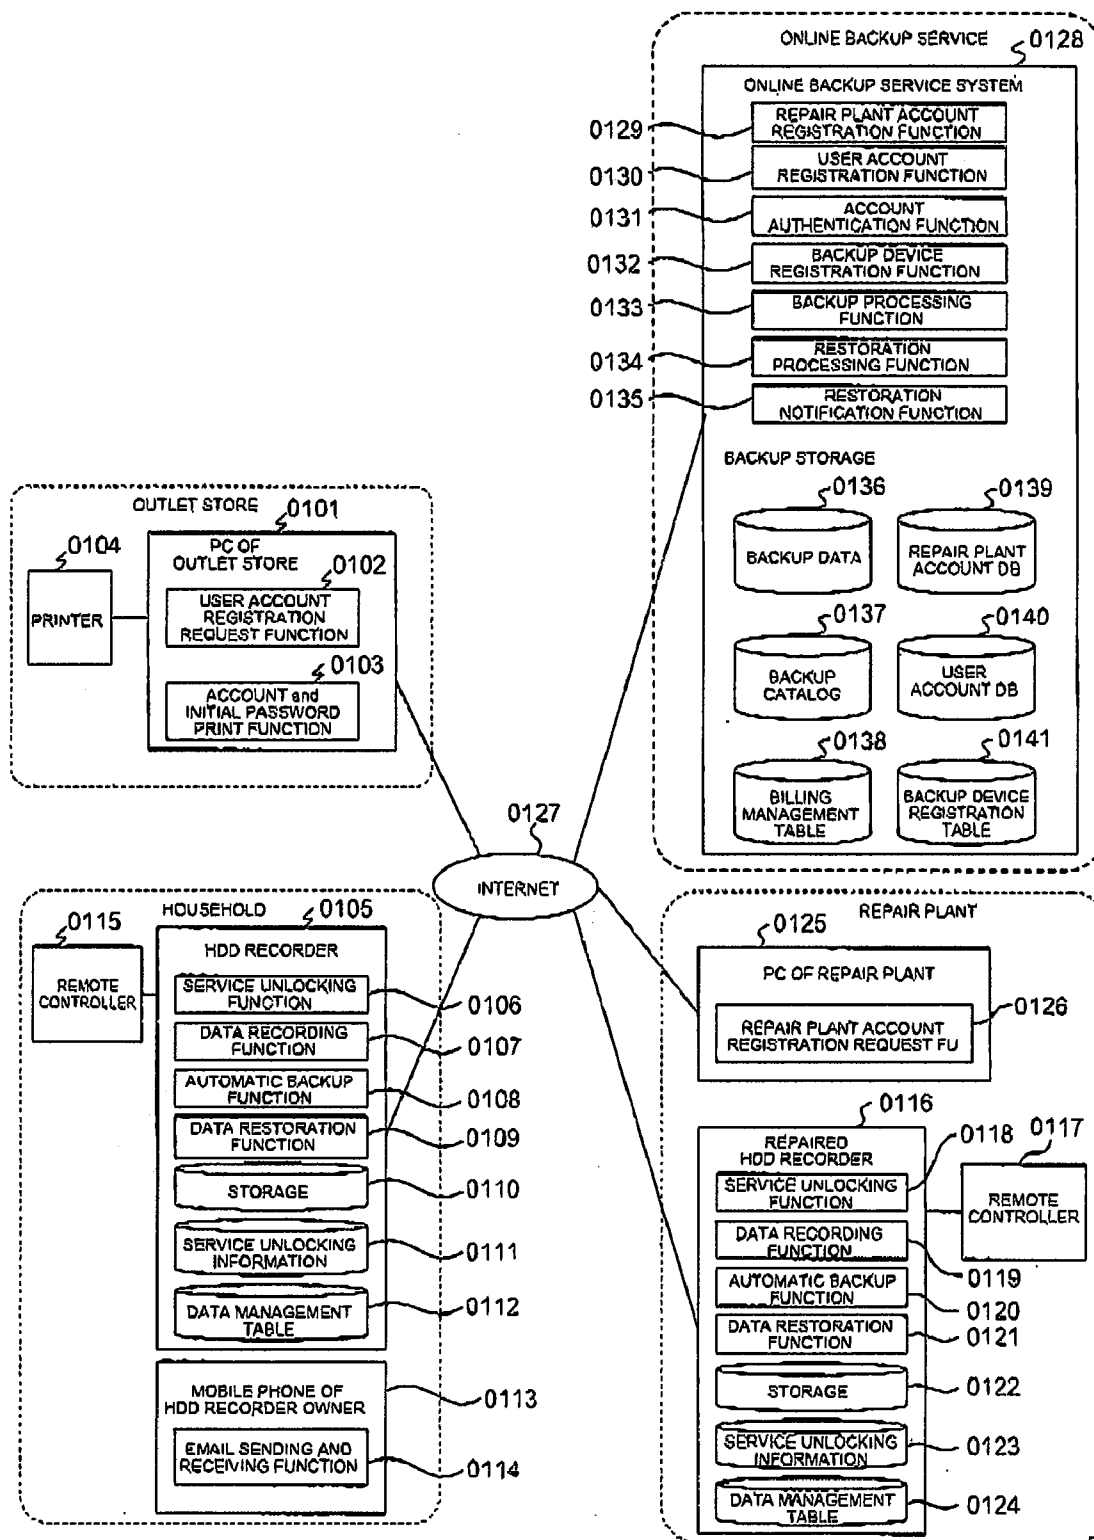 ONLINE BACKUP SERVICE
0128
ONLINE BACKUP SERVICE SYSTEM
0129
REPAIR PLANT ACCOUNT
REGISTRATION FUNCTION
0130
USER ACCOUNT
REGISTRATION FUNCTION
0131
ACCOUNT
AUTHENTICATION FUNCTION
0132
BACKUP DEVICE
REGISTRATION FUNCTION
0133
BACKUP PROCESSING
FUNCTION
0134
RESTORATION
PROCESSING FUNCTION
0135
RESTORATION
NOTIFICATION FUNCTION
BACKUP STORAGE
0136
BACKUP DATA
0139
REPAIR PLANT
ACCOUNT DB
0137
BACKUP
CATALOG
0140
USER
ACCOUNT DB
0138
BILLING
MANAGEMENT
TABLE
0141
BACKUP DEVICE
REGISTRATION
TABLE
OUTLET STORE
0104
PRINTER
0101
PC OF
OUTLET STORE
0102
USER ACCOUNT
REGISTRATION
REQUEST FUNCTION
0103
ACCOUNT and
INITIAL PASSWORD
PRINT FUNCTION
0127
INTERNET
HOUSEHOLD
0115
REMOTE
CONTROLLER
0105
HDD RECORDER
SERVICE UNLOCKING
FUNCTION
0106
DATA RECORDING
FUNCTION
0107
AUTOMATIC BACKUP
FUNCTION
0108
DATA RESTORATION
FUNCTION
0109
STORAGE
0110
SERVICE UNLOCKING
INFORMATION
0111
DATA MANAGEMENT
TABLE
0112
MOBILE PHONE OF
HDD RECORDER OWNER
0113
EMAIL SENDING AND
RECEIVING FUNCTION
0114
REPAIR PLANT
0125
PC OF REPAIR PLANT
0126
REPAIR PLANT ACCOUNT
REGISTRATION REQUEST FU
0116
REPAIRED
HDD RECORDER
0118
SERVICE UNLOCKING
FUNCTION
0117
REMOTE
CONTROLLER
DATA RECORDING
FUNCTION
0119
AUTOMATIC BACKUP
FUNCTION
0120
DATA RESTORATION
FUNCTION
0121
STORAGE
0122
SERVICE UNLOCKING
INFORMATION
0123
DATA MANAGEMENT
TABLE
0124